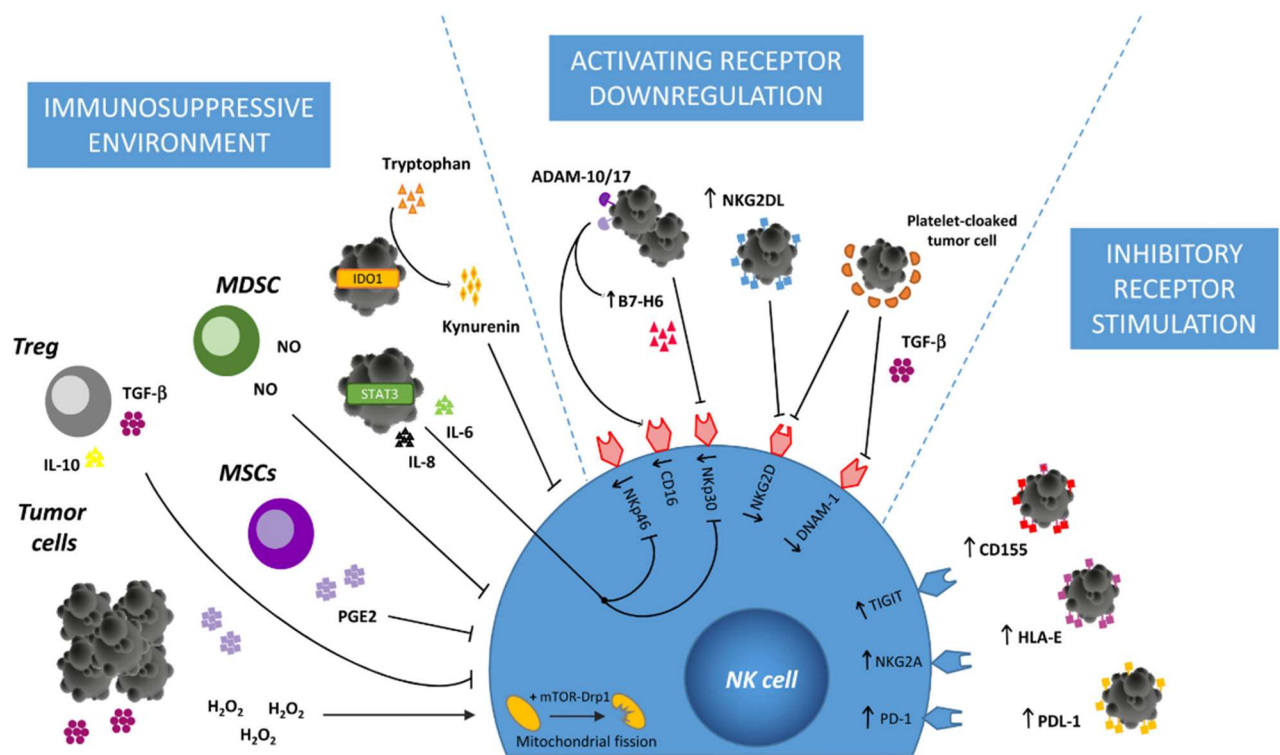 IMMUNOSUPPRESSIVE
ENVIRONMENT
Tryptophan
IDO1
Kynurenin
MDSC
NO
NO
Treg
TGF-β
IL-10
STAT3
IL-6
IL-8
MSCs
PGE2
Tumor
cells
H₂O₂ H₂O₂
H₂O₂
ACTIVATING RECEPTOR
DOWNREGULATION
ADAM-10/17
↑ B7-H6
↑ NKG2DL
Platelet-cloaked
tumor cell
TGF-β
↓ NKp46
↓ CD16
↓ NKp30
↓ NKG2D
↓ DNAM-1
INHIBITORY
RECEPTOR
STIMULATION
↑ CD155
↑ TIGIT
↑ HLA-E
↑ NKG2A
↑ PDL-1
↑ PD-1
NK cell
+ mTOR-Drp1
Mitochondrial fission